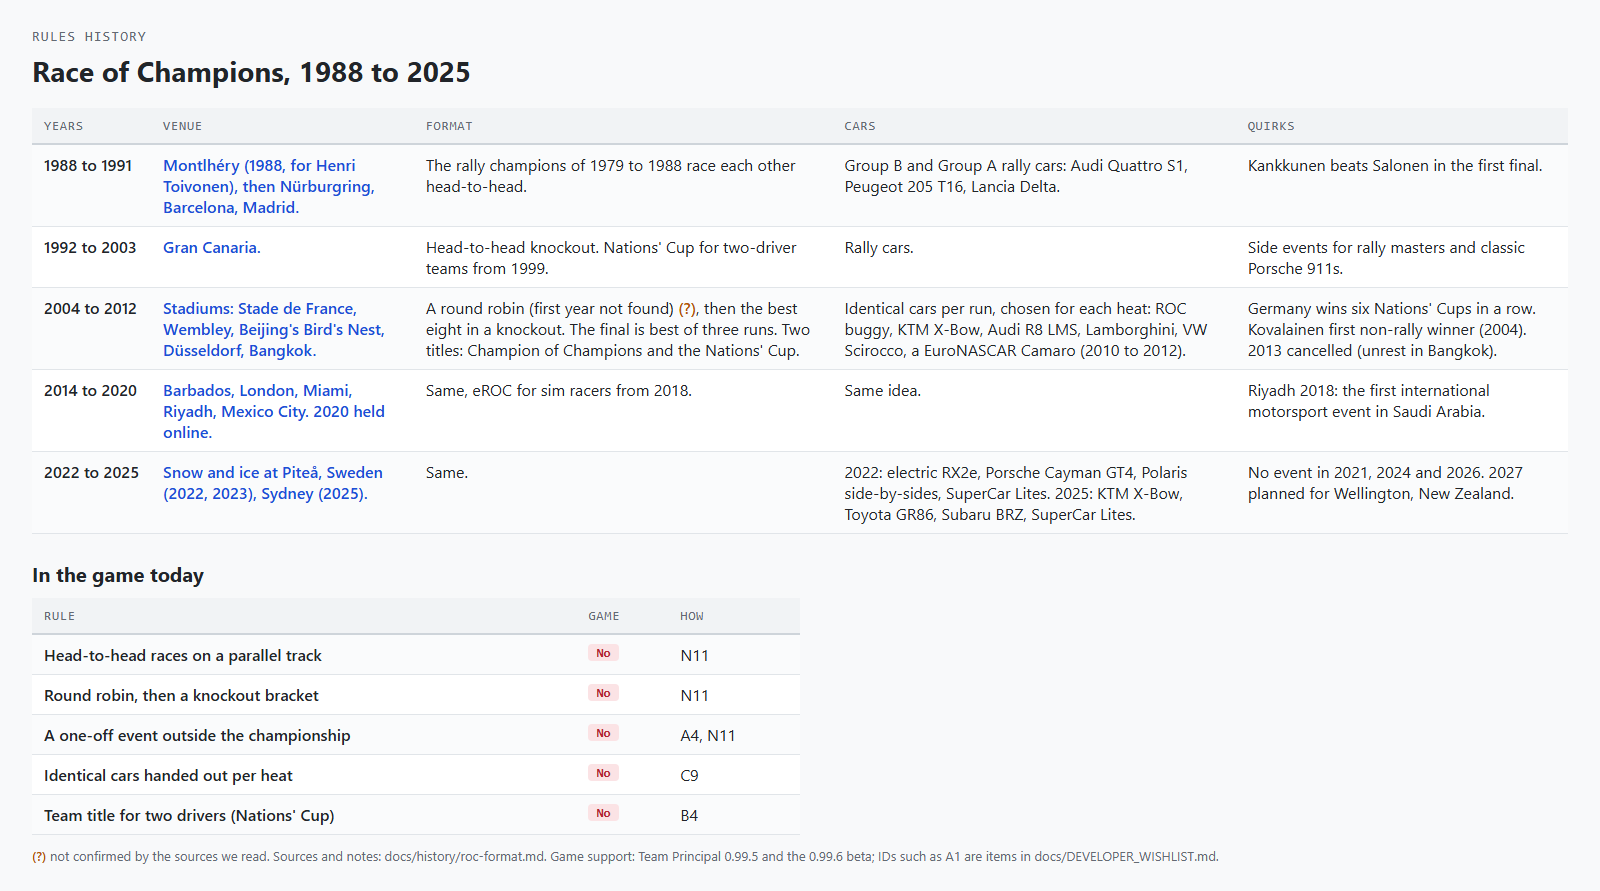 RULES HISTORY
Race of Champions, 1988 to 2025
YEARS VENUE FORMAT CARS QUIRKS
1988 to 1991
Montlhéry (1988, for Henri
Toivonen), then Nürburgring,
Barcelona, Madrid.
The rally champions of 1979 to 1988 race each other
head-to-head.
Group B and Group A rally cars: Audi Quattro S1,
Peugeot 205 T16, Lancia Delta.
Kankkunen beats Salonen in the first final.
1992 to 2003
Gran Canaria.
Head-to-head knockout. Nations' Cup for two-driver
teams from 1999.
Rally cars.
Side events for rally masters and classic
Porsche 911s.
2004 to 2012
Stadiums: Stade de France,
Wembley, Beijing's Bird's Nest,
Düsseldorf, Bangkok.
A round robin (first year not found) (?), then the best
eight in a knockout. The final is best of three runs. Two
titles: Champion of Champions and the Nations' Cup.
Identical cars per run, chosen for each heat: ROC
buggy, KTM X-Bow, Audi R8 LMS, Lamborghini, VW
Scirocco, a EuroNASCAR Camaro (2010 to 2012).
Germany wins six Nations' Cups in a row.
Kovalainen first non-rally winner (2004).
2013 cancelled (unrest in Bangkok).
2014 to 2020
Barbados, London, Miami,
Riyadh, Mexico City. 2020 held
online.
Same, eROC for sim racers from 2018.
Same idea.
Riyadh 2018: the first international
motorsport event in Saudi Arabia.
2022 to 2025
Snow and ice at Piteå, Sweden
(2022, 2023), Sydney (2025).
Same.
2022: electric RX2e, Porsche Cayman GT4, Polaris
side-by-sides, SuperCar Lites. 2025: KTM X-Bow,
Toyota GR86, Subaru BRZ, SuperCar Lites.
No event in 2021, 2024 and 2026. 2027
planned for Wellington, New Zealand.
In the game today
RULE GAME HOW
Head-to-head races on a parallel track No N11
Round robin, then a knockout bracket No N11
A one-off event outside the championship No A4, N11
Identical cars handed out per heat No C9
Team title for two drivers (Nations' Cup) No B4
(?) not confirmed by the sources we read. Sources and notes: docs/history/roc-format.md. Game support: Team Principal 0.99.5 and the 0.99.6 beta; IDs such as A1 are items in docs/DEVELOPER_WISHLIST.md.